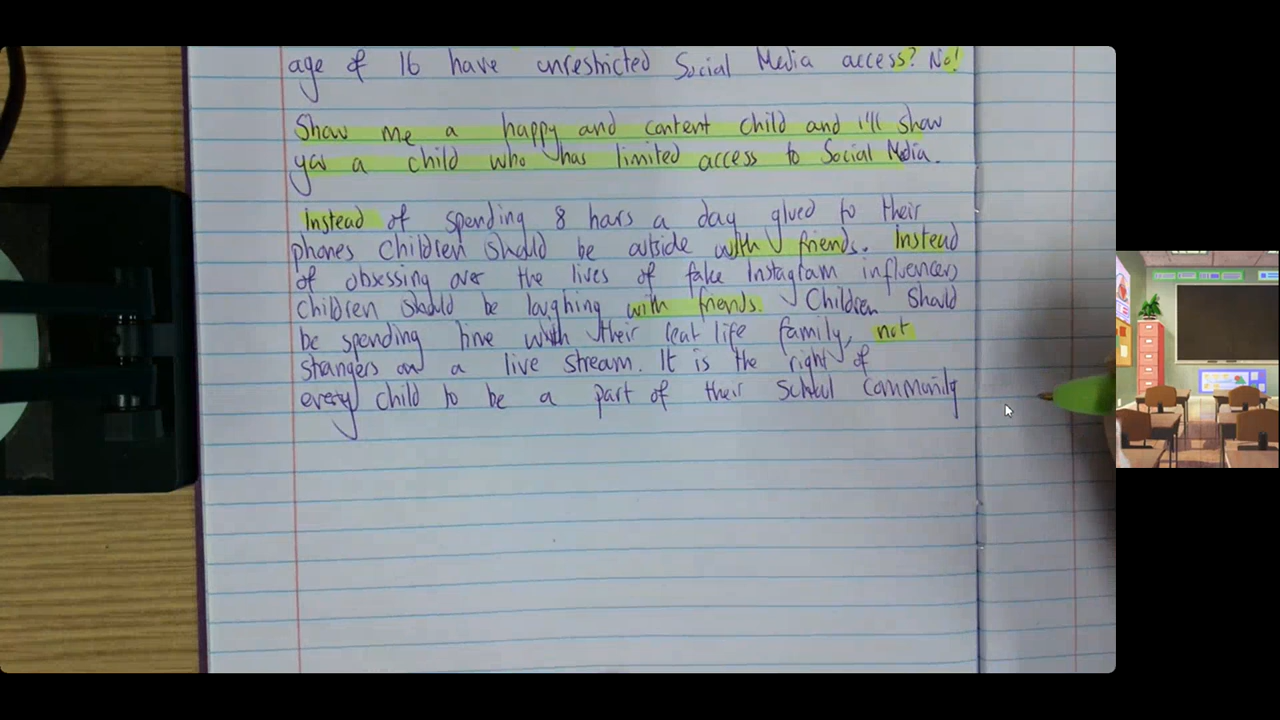 age of 16 have unrestricted Social Media access? No!
Show me a happy and content child and i'll show
you a child who has limited access to Social Media.
Instead of spending 8 hours a day glued to their
phones children should be outside with friends. Instead
of obsessing over the lives of fake Instagram influencers
children should be laughing with friends. Children should
be spending time with their real life family, not
strangers on a live stream. It is the right of
every child to be a part of their school community